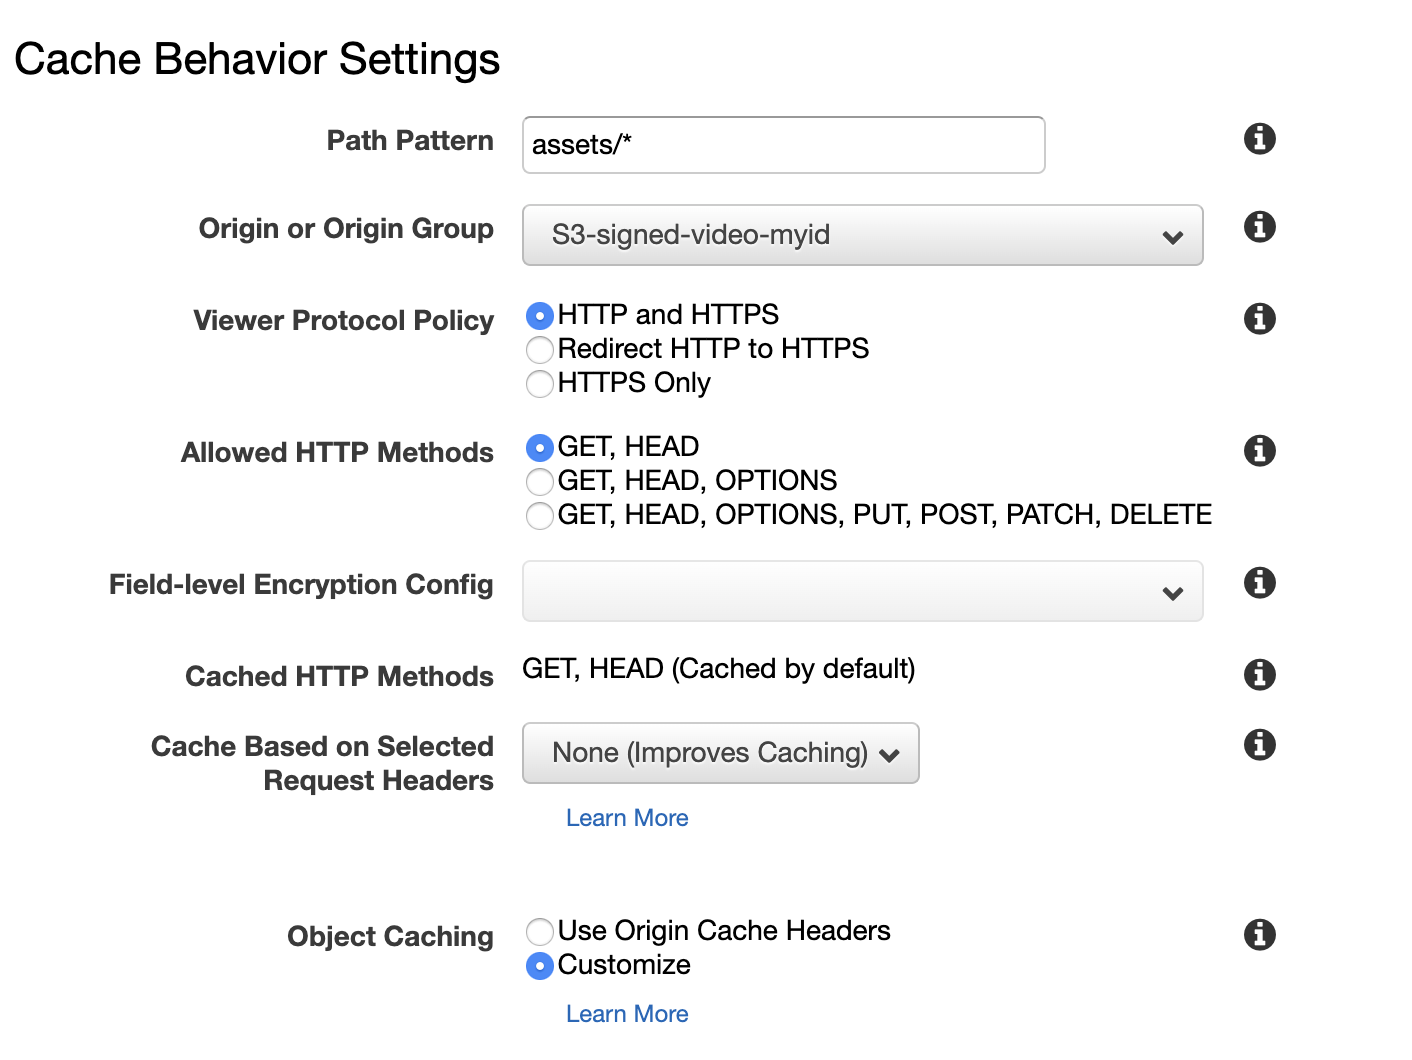 Cache Behavior Settings
Path Pattern
assets/*
Origin or Origin Group
S3-signed-video-myid
Viewer Protocol Policy
HTTP and HTTPS
Redirect HTTP to HTTPS
HTTPS Only
Allowed HTTP Methods
GET, HEAD
GET, HEAD, OPTIONS
GET, HEAD, OPTIONS, PUT, POST, PATCH, DELETE
Field-level Encryption Config
Cached HTTP Methods
GET, HEAD (Cached by default)
Cache Based on Selected
Request Headers
None (Improves Caching)
Learn More
Object Caching
Use Origin Cache Headers
Customize
Learn More